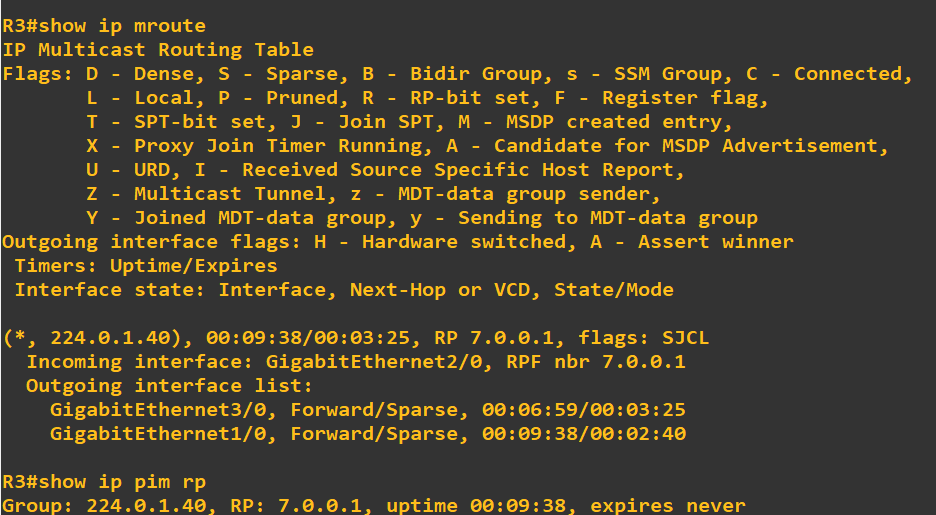 R3#show ip mroute
IP Multicast Routing Table
Flags: D - Dense, S - Sparse, B - Bidir Group, s - SSM Group, C - Connected,
       L - Local, P - Pruned, R - RP-bit set, F - Register flag,
       T - SPT-bit set, J - Join SPT, M - MSDP created entry,
       X - Proxy Join Timer Running, A - Candidate for MSDP Advertisement,
       U - URD, I - Received Source Specific Host Report,
       Z - Multicast Tunnel, z - MDT-data group sender,
       Y - Joined MDT-data group, y - Sending to MDT-data group
Outgoing interface flags: H - Hardware switched, A - Assert winner
 Timers: Uptime/Expires
 Interface state: Interface, Next-Hop or VCD, State/Mode

(*, 224.0.1.40), 00:09:38/00:03:25, RP 7.0.0.1, flags: SJCL
  Incoming interface: GigabitEthernet2/0, RPF nbr 7.0.0.1
  Outgoing interface list:
    GigabitEthernet3/0, Forward/Sparse, 00:06:59/00:03:25
    GigabitEthernet1/0, Forward/Sparse, 00:09:38/00:02:40

R3#show ip pim rp
Group: 224.0.1.40, RP: 7.0.0.1, uptime 00:09:38, expires never